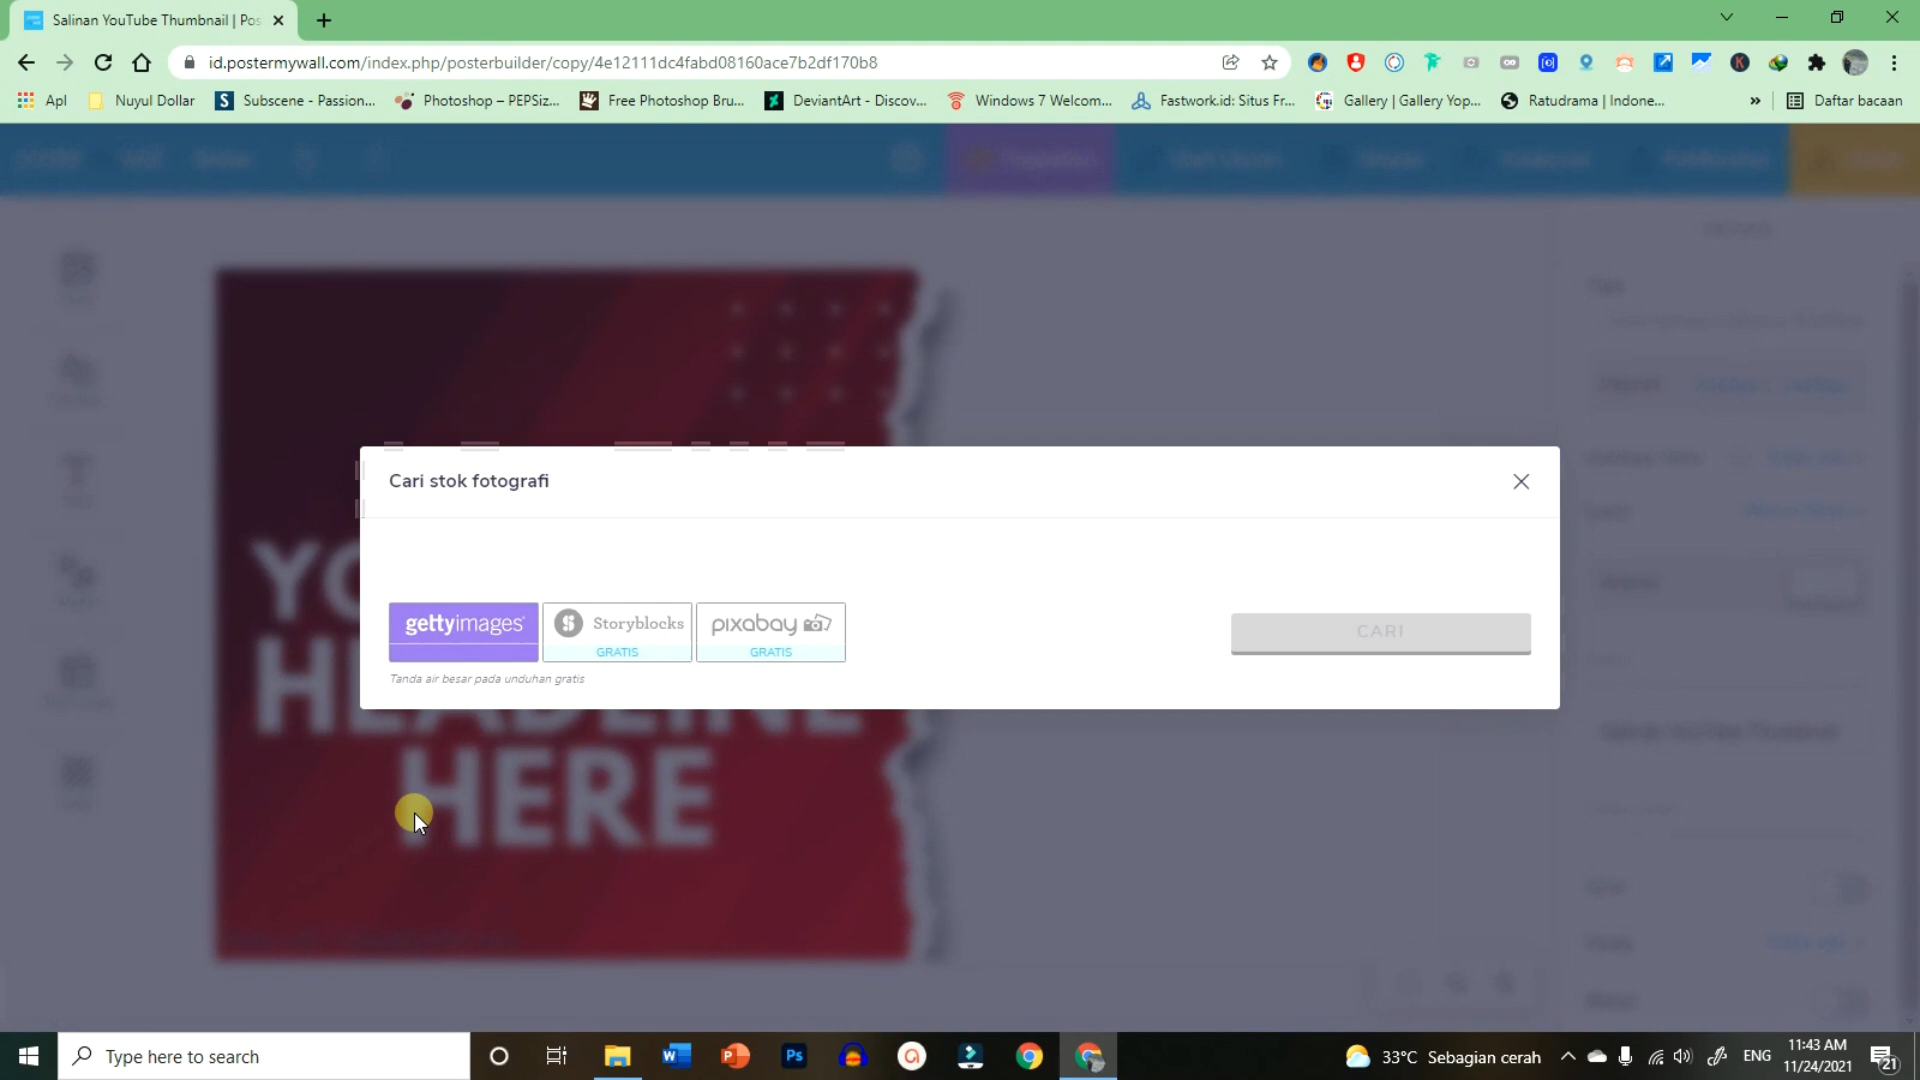 Salinan YouTube Thumbnail | Pos
id.postermywall.com/index.php/posterbuilder/copy/4e12111dc4fabd08160ace7b2df170b8
Apl
Nuyul Dollar
Subscene - Passion...
Photoshop – PEPSiz...
Free Photoshop Bru...
DeviantArt - Discov...
Windows 7 Welcom...
Fastwork.id: Situs Fr...
Gallery | Gallery Yop...
Ratudrama | Indone...
»
Daftar bacaan
Cari stok fotografi
gettyimages
Storyblocks
GRATIS
pixabay
GRATIS
CARI
Tanda air besar pada unduhan gratis
HEADLINE
HERE
Type here to search
33°C Sebagian cerah
ENG
11:43 AM
11/24/2021
21